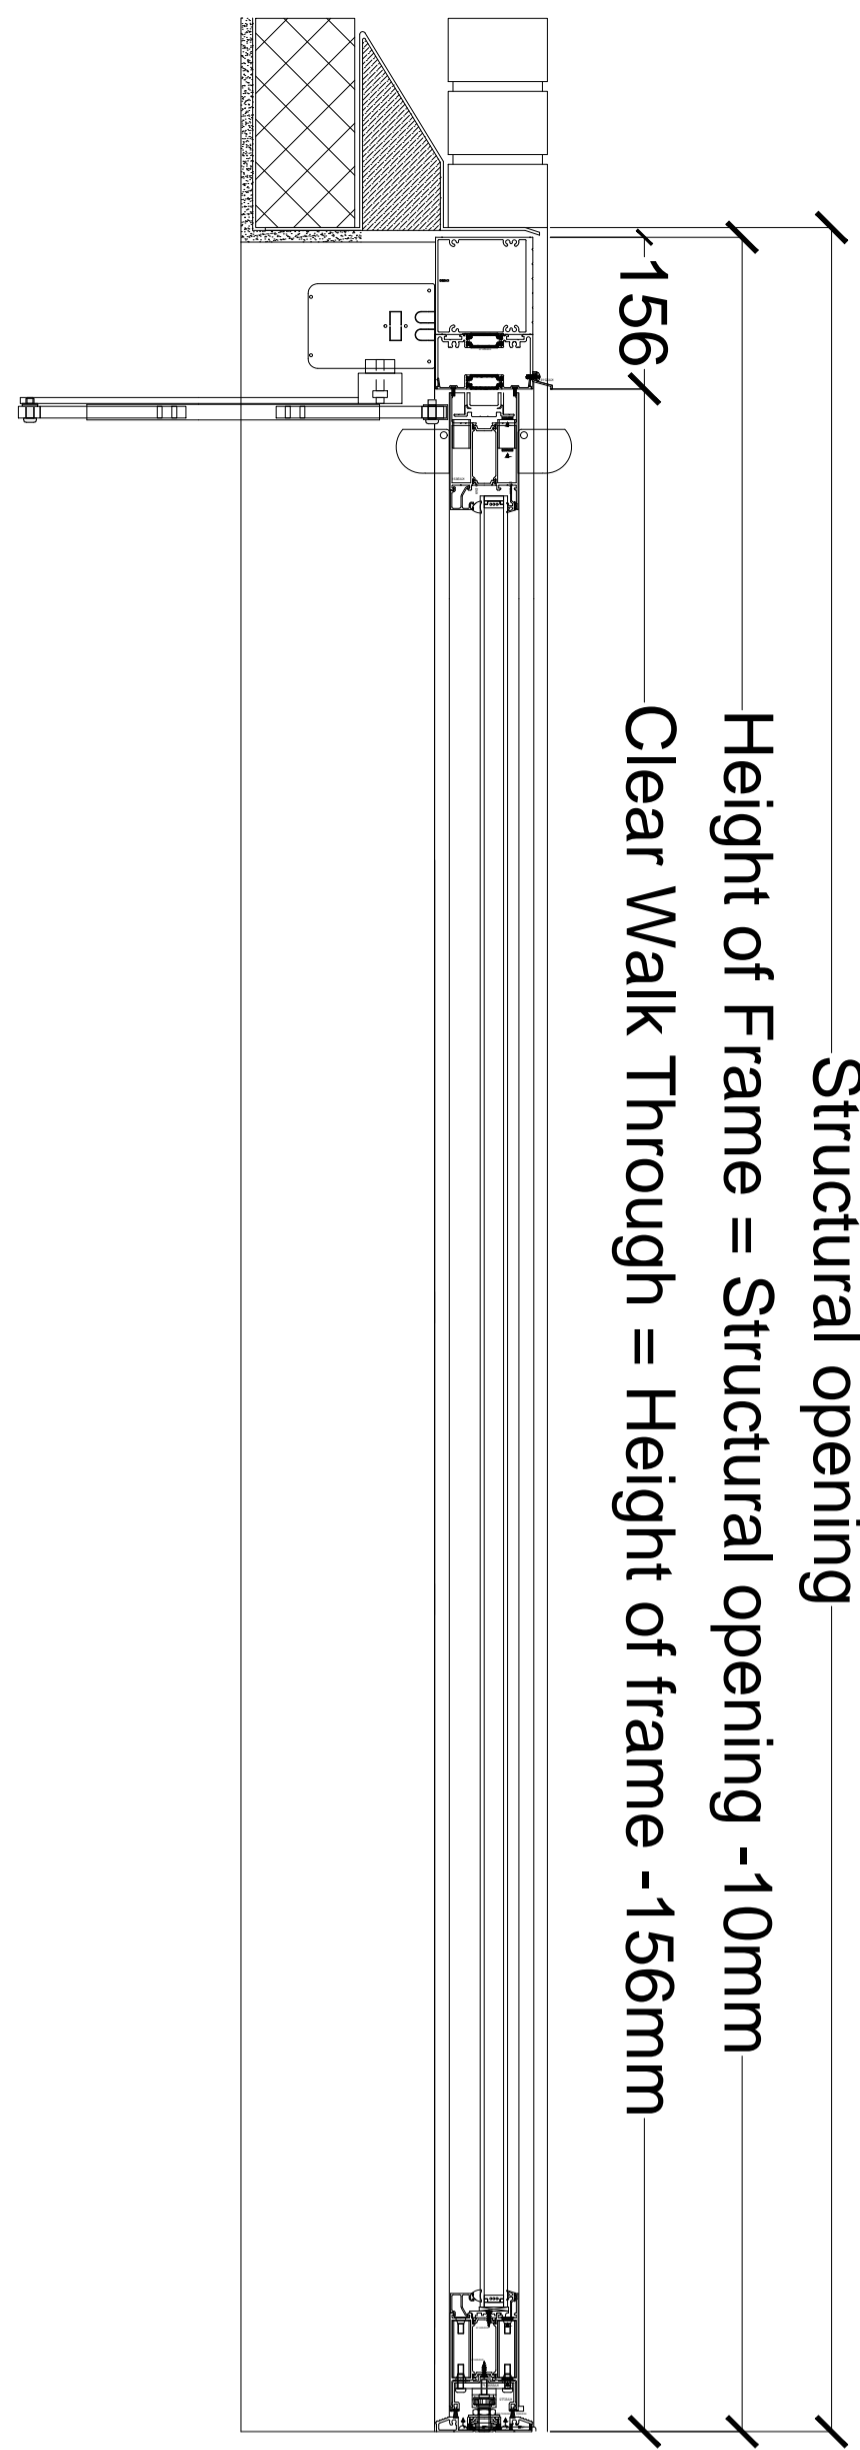 Structural opening
Height of Frame = Structural opening -10mm
156
Clear Walk Through = Height of frame -156mm